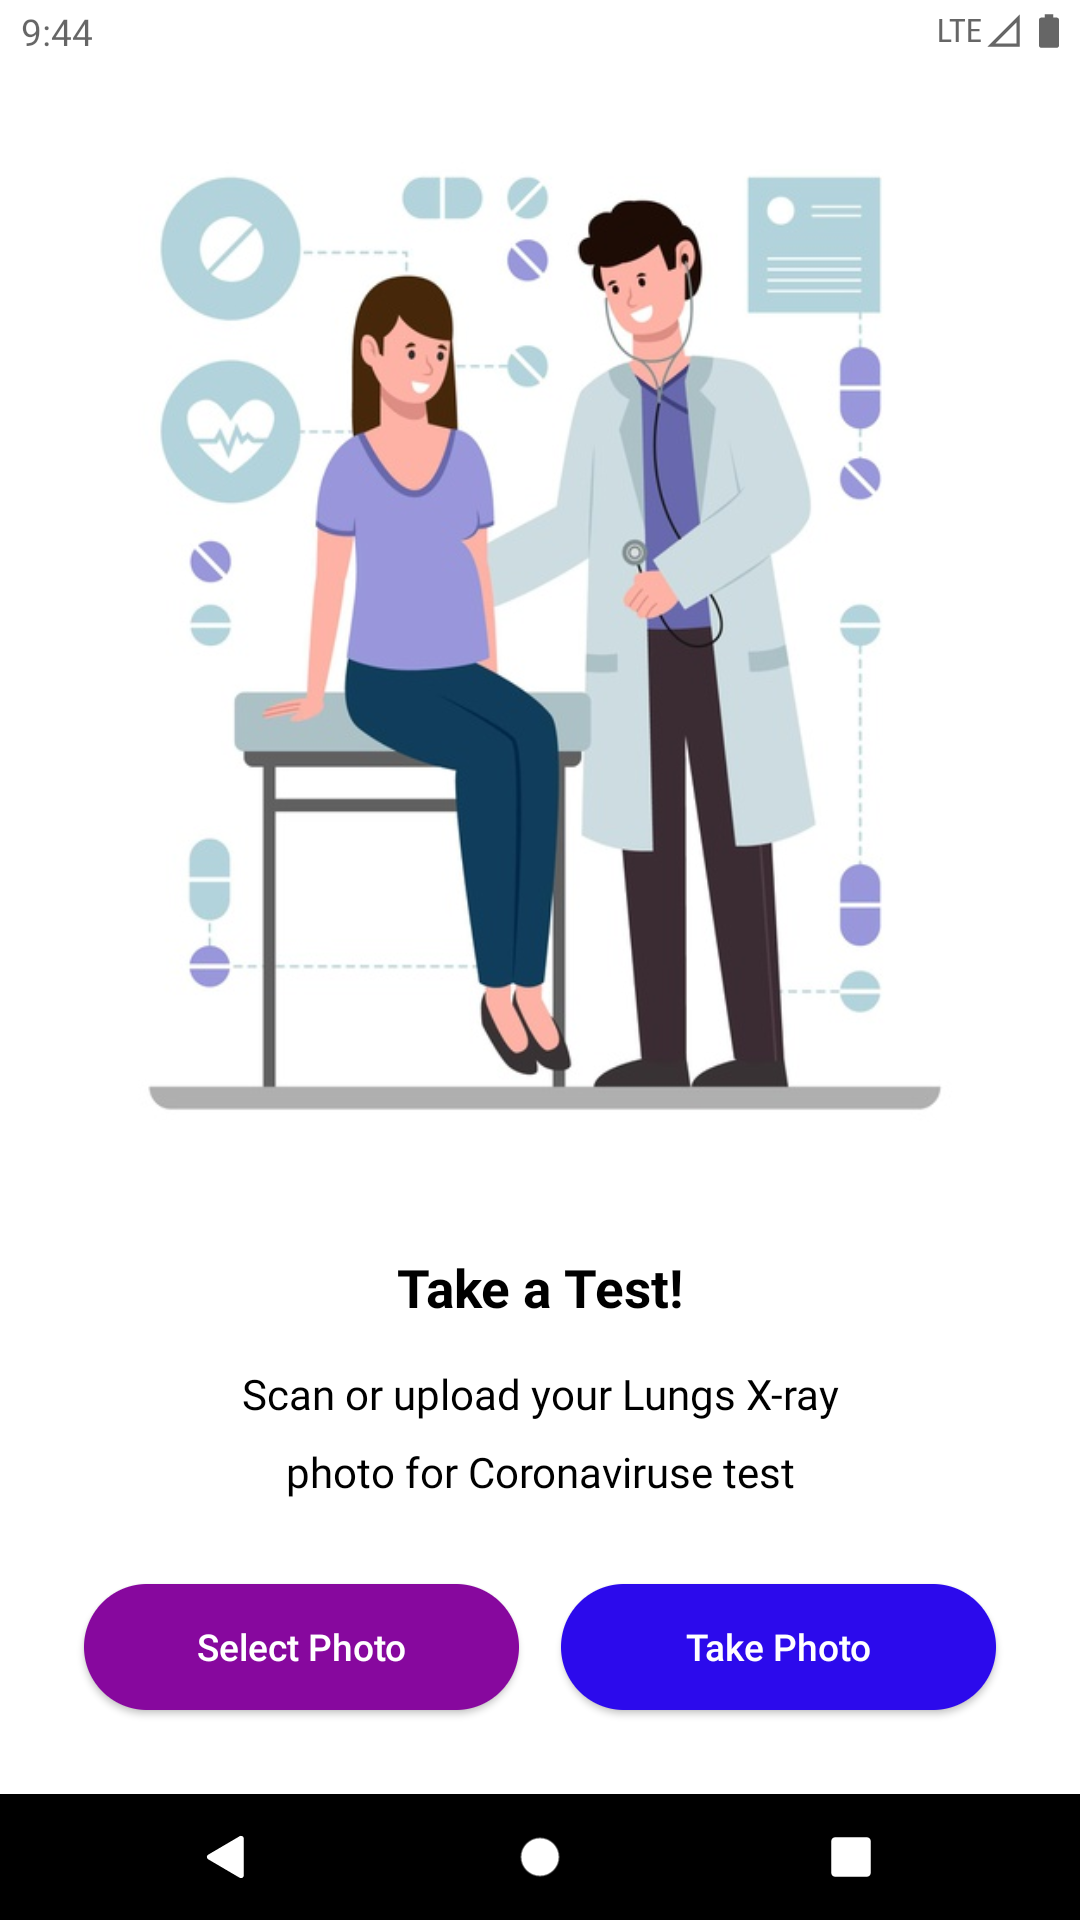 9:44
LTE
Take a Test!
Scan or upload your Lungs X-ray
photo for Coronaviruse test
Select Photo
Take Photo